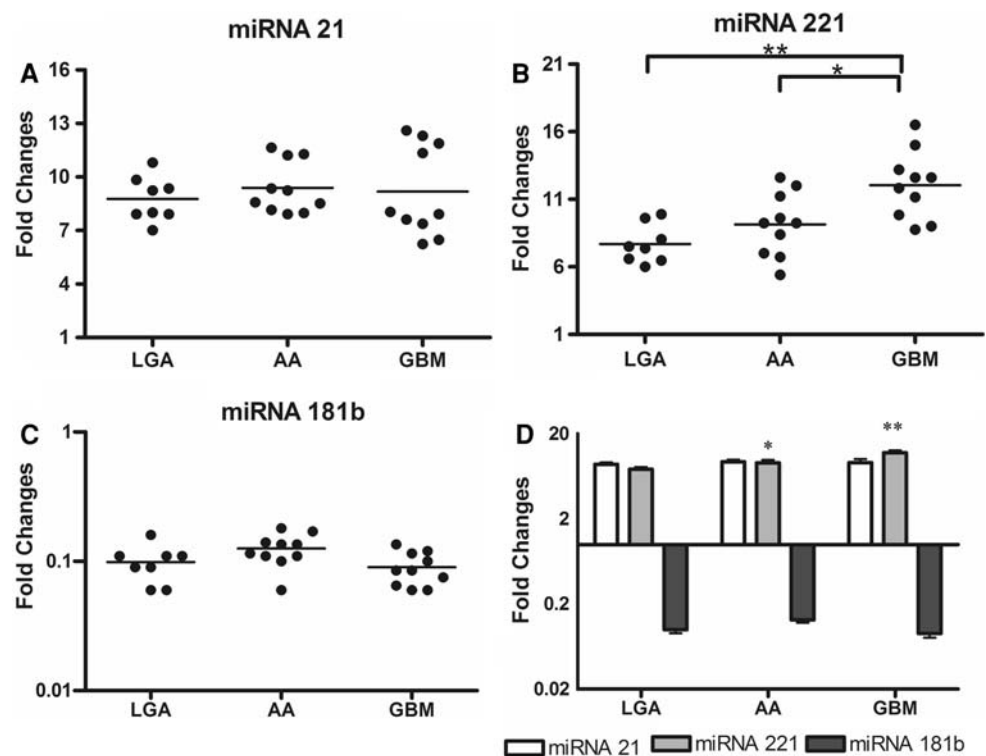 miRNA 21
A
Fold Changes
16
13
10
7
4
1
LGA AA GBM
miRNA 221
B
Fold Changes
21
16
11
6
1
**
*
LGA AA GBM
miRNA 181b
C
Fold Changes
1
0.1
0.01
LGA AA GBM
D
Fold Changes
20
2
0.2
0.02
*
**
LGA AA GBM
miRNA 21 miRNA 221 miRNA 181b